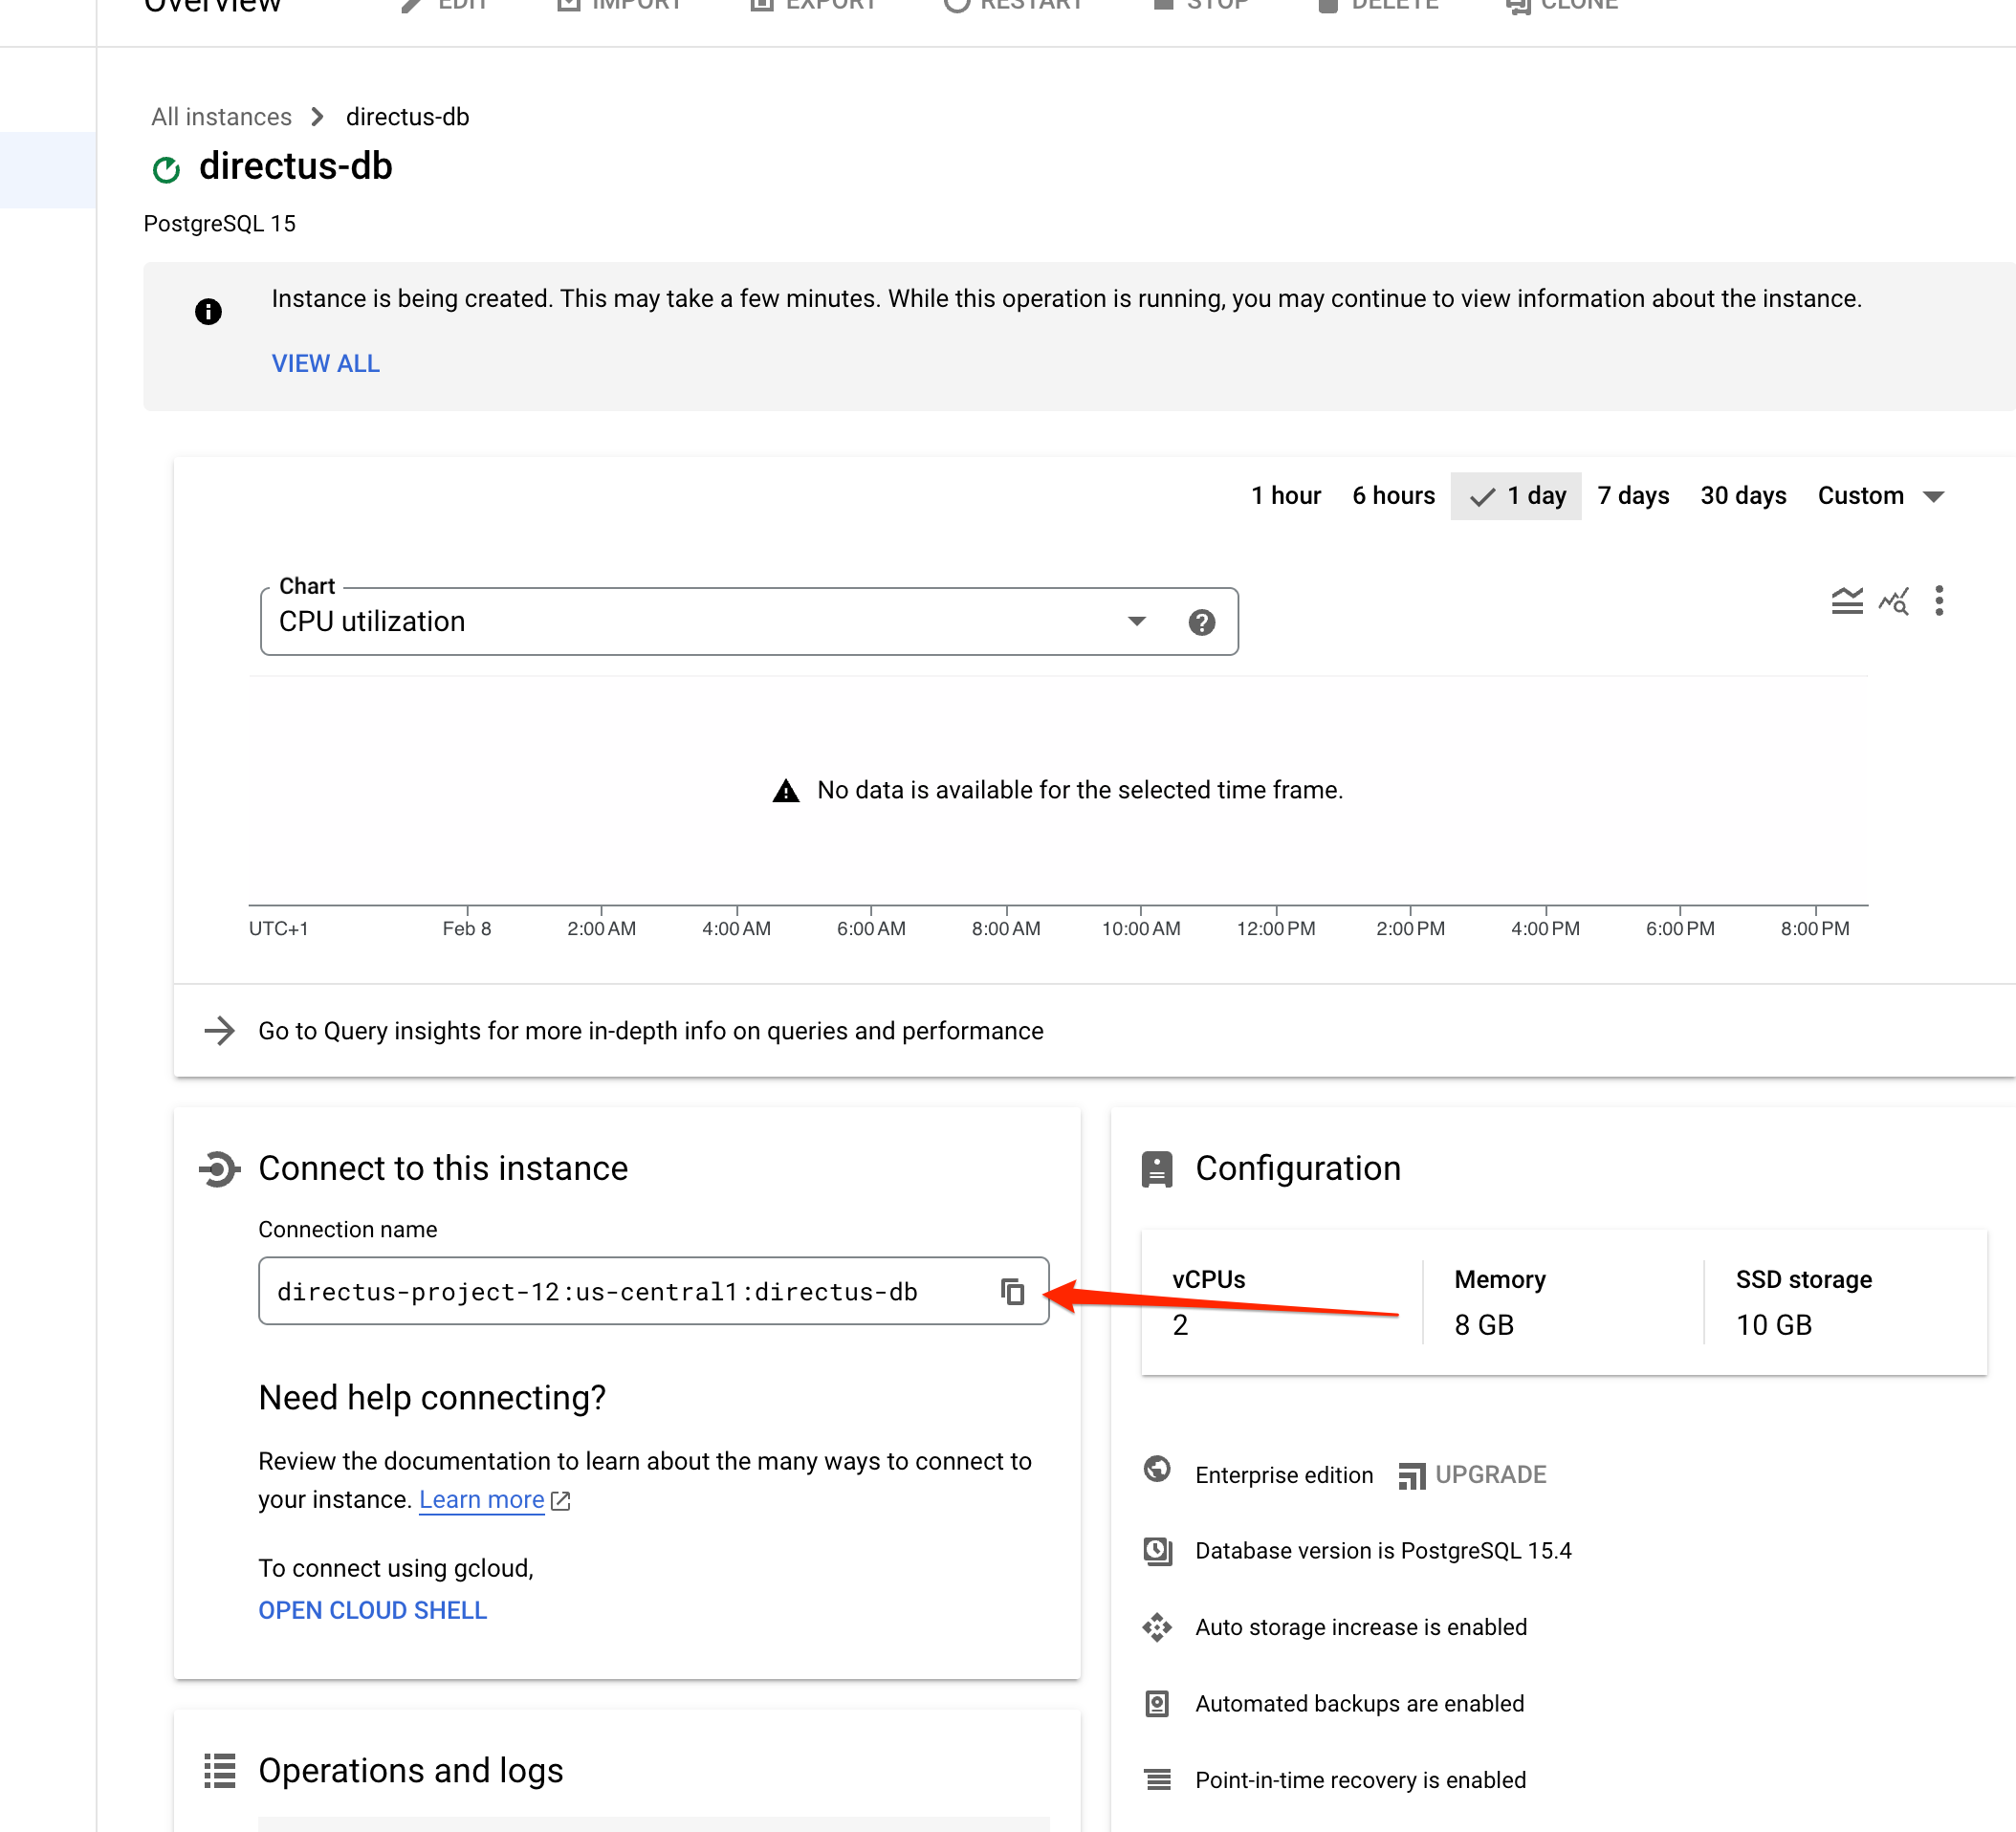 Overview EDIT IMPORT EXPORT RESTART STOP DELETE CLONE
All instances directus-db
directus-db
PostgreSQL 15
Instance is being created. This may take a few minutes. While this operation is running, you may continue to view information about the instance.
VIEW ALL
1 hour 6 hours 1 day 7 days 30 days Custom
Chart
CPU utilization
No data is available for the selected time frame.
UTC+1 Feb 8 2:00 AM 4:00 AM 6:00 AM 8:00 AM 10:00 AM 12:00 PM 2:00 PM 4:00 PM 6:00 PM 8:00 PM
Go to Query insights for more in-depth info on queries and performance
Connect to this instance
Connection name
directus-project-12:us-central1:directus-db
Need help connecting?
Review the documentation to learn about the many ways to connect to
your instance. Learn more
To connect using gcloud,
OPEN CLOUD SHELL
Operations and logs
Configuration
vCPUs Memory SSD storage
2 8 GB 10 GB
Enterprise edition UPGRADE
Database version is PostgreSQL 15.4
Auto storage increase is enabled
Automated backups are enabled
Point-in-time recovery is enabled